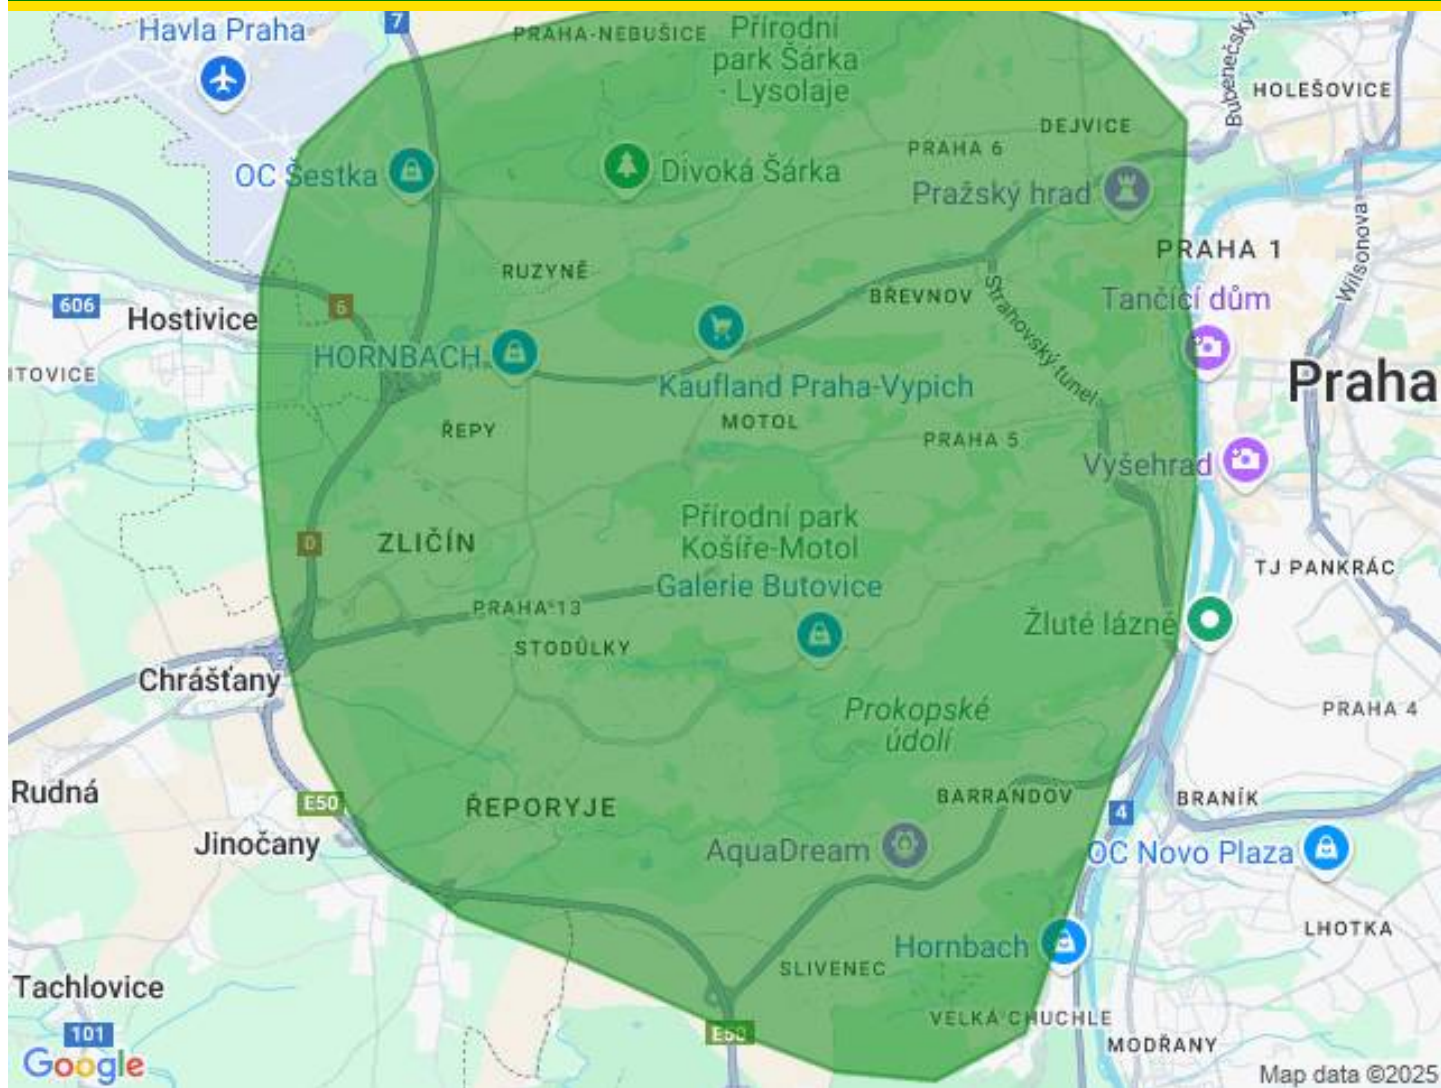 Havla Praha
7
PRAHA-NEBUŠICE
Přírodní
park Šárka
- Lysolaje
Bubenečský
HOLEŠOVICE
DEJVICE
PRAHA 6
OC Šestka
Divoká Šárka
Pražský hrad
PRAHA 1
Wilsonova
RUZYNĚ
BŘEVNOV
Strahovský tunel
Tančící dům
606
Hostivice
6
HORNBACH
ITOVICE
Kaufland Praha-Vypich
Praha
ŘEPY
MOTOL
PRAHA 5
Vyšehrad
Přírodní park
Košíře-Motol
0
ZLIČÍN
TJ PANKRÁC
Galerie Butovice
PRAHA 13
STODŮLKY
Žluté lázně
Chrášťany
Prokopské
údolí
PRAHA 4
Rudná
E50
ŘEPORYJE
BARRANDOV
4
BRANÍK
Jinočany
AquaDream
OC Novo Plaza
LHOTKA
Hornbach
SLIVENEC
Tachlovice
VELKÁ CHUCHLE
101
E50
MODŘANY
Google
Map data ©2025